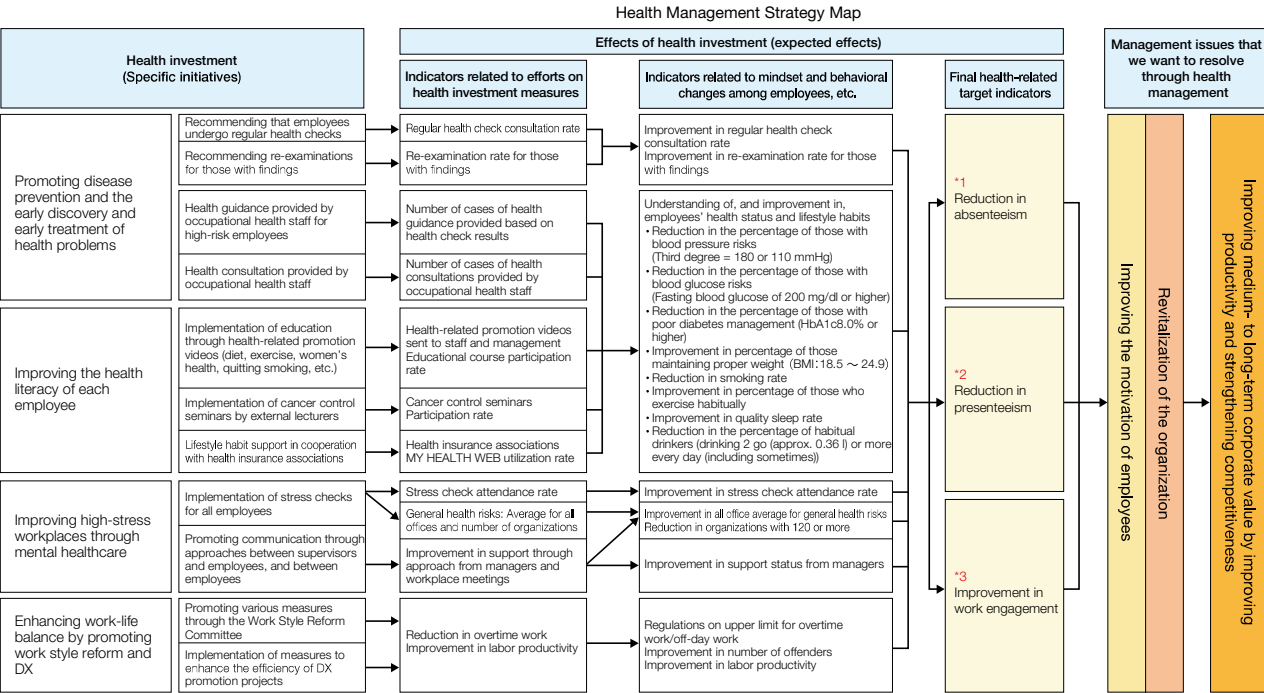 Health Management Strategy Map
Health investment
(Specific initiatives)
Effects of health investment (expected effects)
Management issues that
we want to resolve
through health
management
Indicators related to efforts on
health investment measures
Indicators related to mindset and behavioral
changes among employees, etc.
Final health-related
target indicators
Promoting disease
prevention and the
early discovery and
early treatment of
health problems
Recommending that employees
undergo regular health checks
Regular health check consultation rate
Recommending re-examinations
for those with findings
Re-examination rate for those
with findings
Improvement in regular health check
consultation rate
Improvement in re-examination rate for those
with findings
Health guidance provided by
occupational health staff for
high-risk employees
Number of cases of health
guidance provided based on
health check results
Health consultation provided by
occupational health staff
Number of cases of health
consultations provided by
occupational health staff
Understanding of, and improvement in,
employees' health status and lifestyle habits
• Reduction in the percentage of those with
blood pressure risks
(Third degree = 180 or 110 mmHg)
• Reduction in the percentage of those with
blood glucose risks
(Fasting blood glucose of 200 mg/dl or higher)
• Reduction in the percentage of those with
poor diabetes management (HbA1c8.0% or
higher)
• Improvement in percentage of those
maintaining proper weight (BMI:18.5 ～ 24.9)
• Reduction in smoking rate
• Improvement in percentage of those who
exercise habitually
• Improvement in quality sleep rate
• Reduction in the percentage of habitual
drinkers (drinking 2 go (approx. 0.36 l) or more
every day (including sometimes))
Improving the health
literacy of each
employee
Implementation of education
through health-related promotion
videos (diet, exercise, women's
health, quitting smoking, etc.)
Health-related promotion videos
sent to staff and management
Educational course participation
rate
Implementation of cancer control
seminars by external lecturers
Cancer control seminars
Participation rate
Lifestyle habit support in cooperation
with health insurance associations
Health insurance associations
MY HEALTH WEB utilization rate
Improving high-stress
workplaces through
mental healthcare
Implementation of stress checks
for all employees
Stress check attendance rate
Improvement in stress check attendance rate
General health risks: Average for all
offices and number of organizations
Improvement in all office average for general health risks
Reduction in organizations with 120 or more
Promoting communication through
approaches between supervisors
and employees, and between
employees
Improvement in support through
approach from managers and
workplace meetings
Improvement in support status from managers
Enhancing work-life
balance by promoting
work style reform and
DX
Promoting various measures
through the Work Style Reform
Committee
Implementation of measures to
enhance the efficiency of DX
promotion projects
Reduction in overtime work
Improvement in labor productivity
Regulations on upper limit for overtime
work/off-day work
Improvement in number of offenders
Improvement in labor productivity
*1
Reduction in
absenteeism
*2
Reduction in
presenteeism
*3
Improvement in
work engagement
Improving the motivation of employees
Revitalization of the organization
Improving medium- to long-term corporate value by improving
productivity and strengthening competitiveness